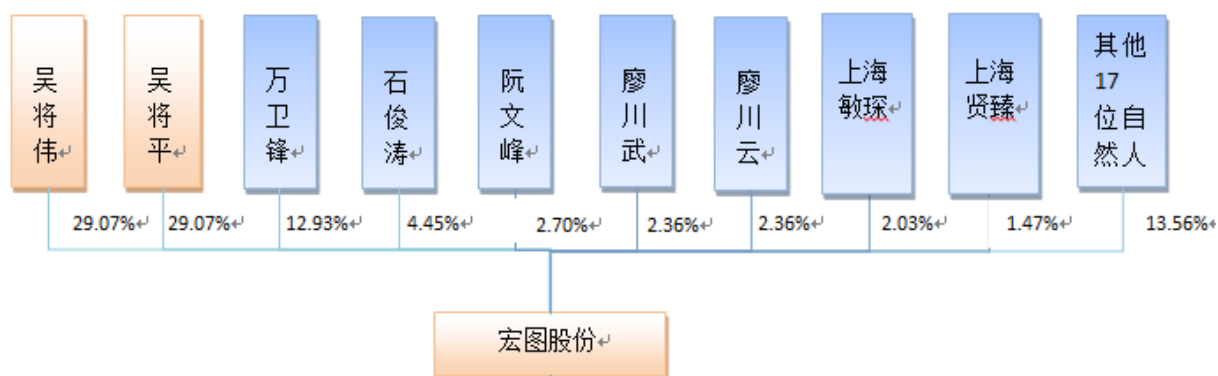 吴将伟
吴将平
万卫锋
石俊涛
阮文峰
廖川武
廖川云
上海敏琛
上海贤臻
其他17位自然人
29.07%
29.07%
12.93%
4.45%
2.70%
2.36%
2.36%
2.03%
1.47%
13.56%
宏图股份